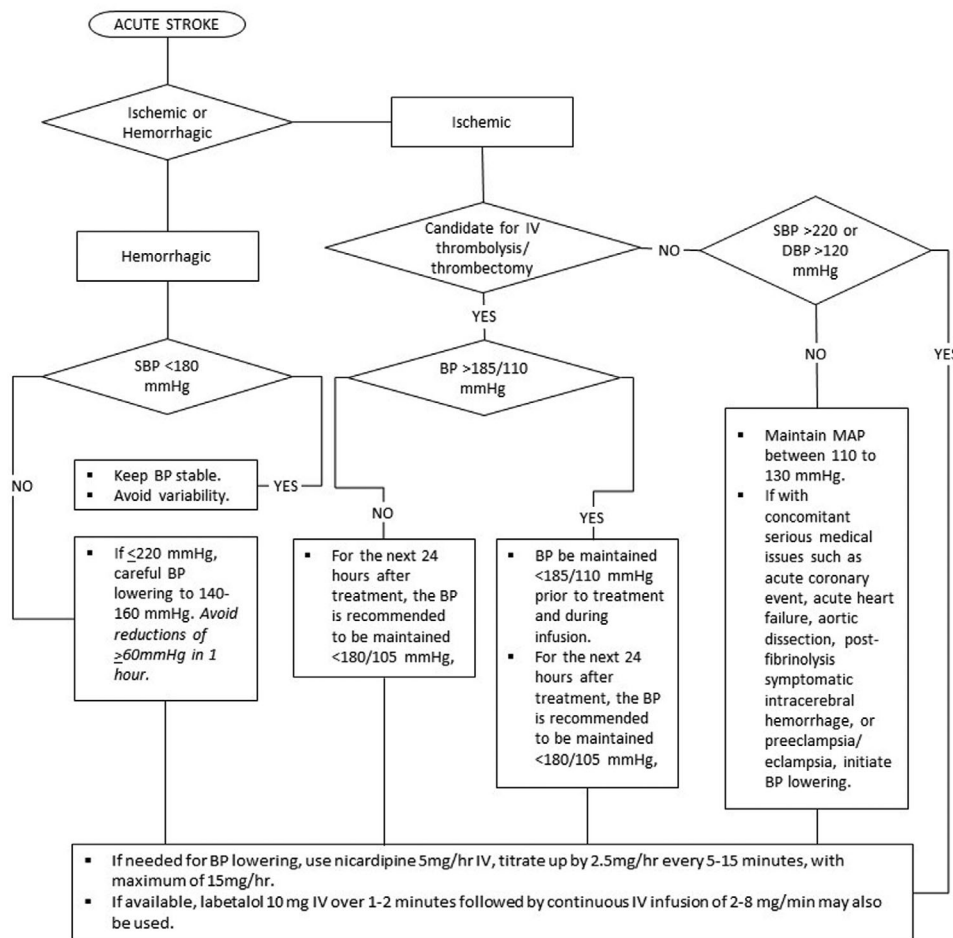 ACUTE STROKE
Ischemic or
Hemorrhagic
Ischemic
Hemorrhagic
Candidate for IV
thrombolysis/
thrombectomy
NO
SBP >220 or
DBP >120
mmHg
YES
SBP <180
mmHg
YES
BP >185/110
mmHg
NO
YES
NO
▪ Keep BP stable.
▪ Avoid variability.
YES
NO
▪ If <220 mmHg,
careful BP
lowering to 140-
160 mmHg. Avoid
reductions of
>60mmHg in 1
hour.
▪ For the next 24
hours after
treatment, the BP
is recommended
to be maintained
<180/105 mmHg,
▪ BP be maintained
<185/110 mmHg
prior to treatment
and during
infusion.
▪ For the next 24
hours after
treatment, the BP
is recommended
to be maintained
<180/105 mmHg,
▪ Maintain MAP
between 110 to
130 mmHg.
▪ If with
concomitant
serious medical
issues such as
acute coronary
event, acute heart
failure, aortic
dissection, post-
fibrinolysis
symptomatic
intracerebral
hemorrhage, or
preeclampsia/
eclampsia, initiate
BP lowering.
▪ If needed for BP lowering, use nicardipine 5mg/hr IV, titrate up by 2.5mg/hr every 5-15 minutes, with
maximum of 15mg/hr.
▪ If available, labetalol 10 mg IV over 1-2 minutes followed by continuous IV infusion of 2-8 mg/min may also
be used.